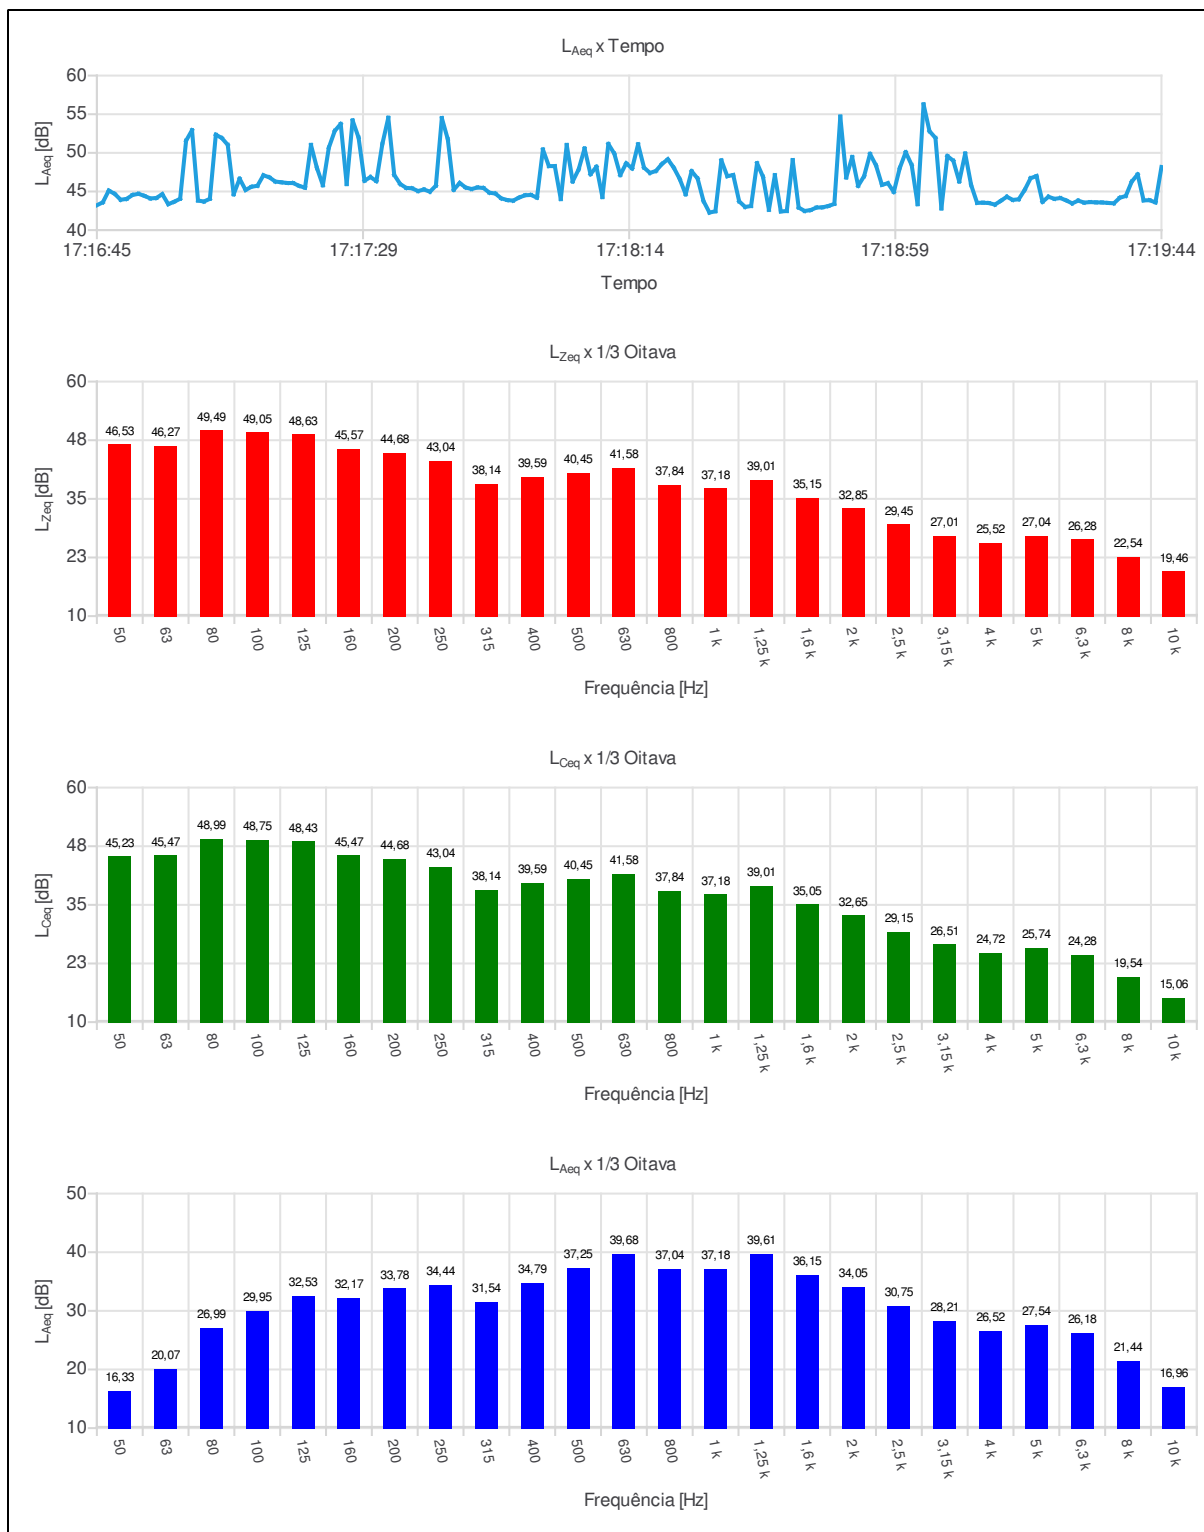 LAeq x Tempo
LAeq [dB]
60
55
50
45
40
17:16:45 17:17:29 17:18:14 17:18:59 17:19:44
Tempo
LZeq x 1/3 Oitava
LZeq [dB]
60
48
35
23
10
46,53 46,27 49,49 49,05 48,63 45,57 44,68 43,04 38,14 39,59 40,45 41,58 37,84 37,18 39,01 35,15 32,85 29,45 27,01 25,52 27,04 26,28 22,54 19,46
50 63 80 100 125 160 200 250 315 400 500 630 800 1 k 1,25 k 1,6 k 2 k 2,5 k 3,15 k 4 k 5 k 6,3 k 8 k 10 k
Frequência [Hz]
LCeq x 1/3 Oitava
LCeq [dB]
60
48
35
23
10
45,23 45,47 48,99 48,75 48,43 45,47 44,68 43,04 38,14 39,59 40,45 41,58 37,84 37,18 39,01 35,05 32,65 29,15 26,51 24,72 25,74 24,28 19,54 15,06
50 63 80 100 125 160 200 250 315 400 500 630 800 1 k 1,25 k 1,6 k 2 k 2,5 k 3,15 k 4 k 5 k 6,3 k 8 k 10 k
Frequência [Hz]
LAeq x 1/3 Oitava
LAeq [dB]
50
40
30
20
10
16,33 20,07 26,99 29,95 32,53 32,17 33,78 34,44 31,54 34,79 37,25 39,68 37,04 37,18 39,61 36,15 34,05 30,75 28,21 26,52 27,54 26,18 21,44 16,96
50 63 80 100 125 160 200 250 315 400 500 630 800 1 k 1,25 k 1,6 k 2 k 2,5 k 3,15 k 4 k 5 k 6,3 k 8 k 10 k
Frequência [Hz]